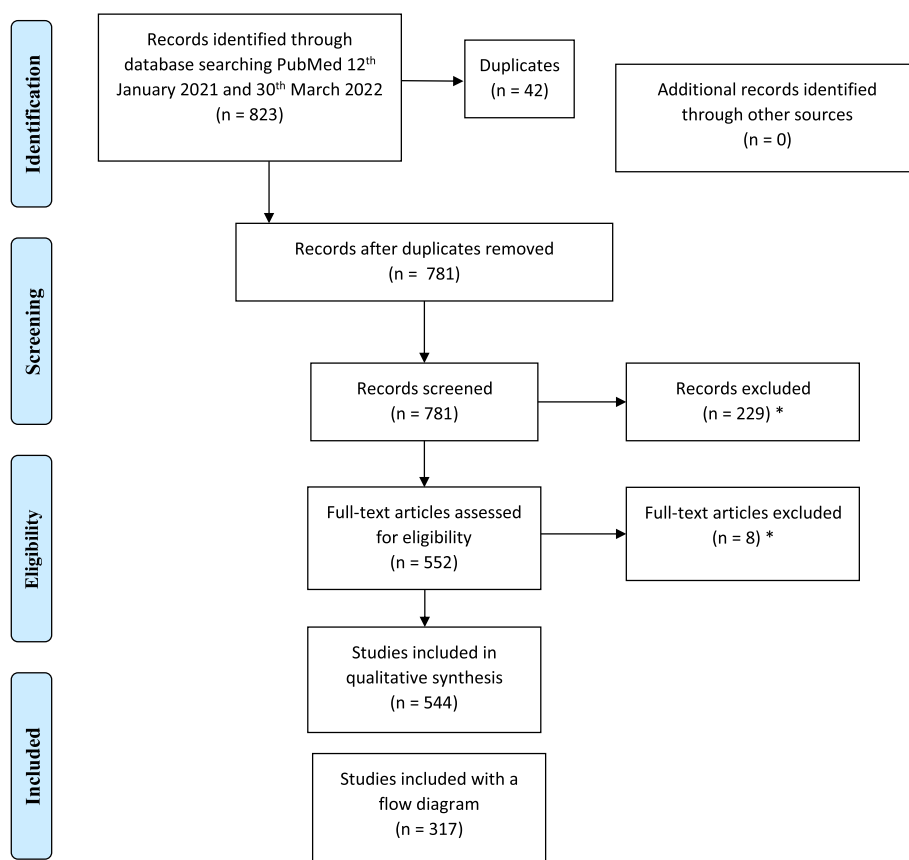 Identification
Records identified through
database searching PubMed 12th
January 2021 and 30th March 2022
(n = 823)
Duplicates
(n = 42)
Additional records identified
through other sources
(n = 0)
Screening
Records after duplicates removed
(n = 781)
Records screened
(n = 781)
Records excluded
(n = 229) *
Eligibility
Full-text articles assessed
for eligibility
(n = 552)
Full-text articles excluded
(n = 8) *
Included
Studies included in
qualitative synthesis
(n = 544)
Studies included with a
flow diagram
(n = 317)